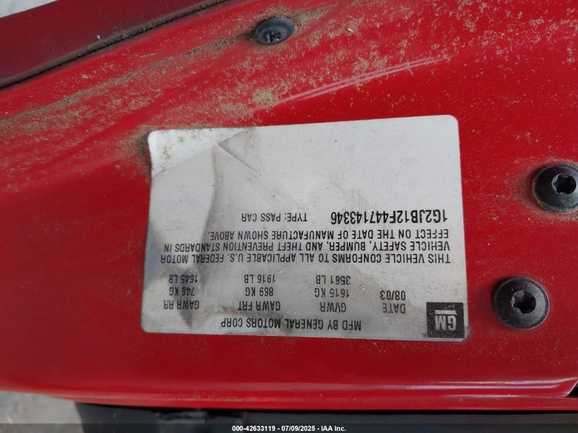 MFD BY GENERAL MOTORS CORP
GM
DATE GVWR GAWR FRT GAWR RR
08/03 1615 KG 869 KG 746 KG
3561 LB 1916 LB 1645 LB
THIS VEHICLE CONFORMS TO ALL APPLICABLE U.S. FEDERAL MOTOR
VEHICLE SAFETY, BUMPER, AND THEFT PREVENTION STANDARDS IN
EFFECT ON THE DATE OF MANUFACTURE SHOWN ABOVE.
1G2JB12F447143346 TYPE: PASS CAR
000-42633119 | 07/09/2025 | IAA Inc.